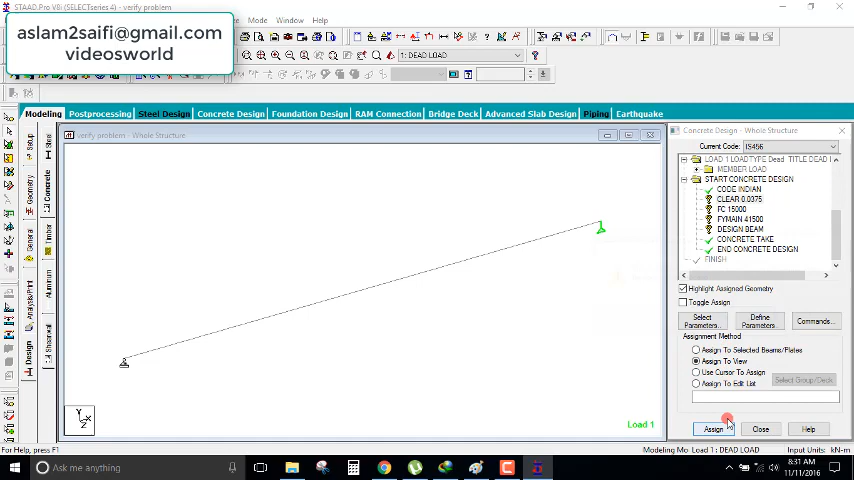 STAAD.Pro V8i (SELECTseries 4) - verify problem
Mode Window Help
aslam2saifi@gmail.com
videosworld
1: DEAD LOAD
Modeling Postprocessing Steel Design Concrete Design Foundation Design RAM Connection Bridge Deck Advanced Slab Design Piping Earthquake
verify problem - Whole Structure
Setup
Geometry
General
Analysis/Print
Design
Steel
Concrete
Timber
Aluminum
Shearwall
Y
X
Z
Load 1
Concrete Design - Whole Structure
Current Code: IS456
LOAD 1 LOADTYPE Dead TITLE DEAD
MEMBER LOAD
START CONCRETE DESIGN
CODE INDIAN
CLEAR 0.0375
FC 15000
FYMAIN 41500
DESIGN BEAM
CONCRETE TAKE
END CONCRETE DESIGN
FINISH
Highlight Assigned Geometry
Toggle Assign
Select Parameters...
Define Parameters...
Commands...
Assignment Method
Assign To Selected Beams/Plates
Assign To View
Use Cursor To Assign
Select Group/Deck
Assign To Edit List
Assign Close Help
For Help, press F1
Modeling Mo Load 1 : DEAD LOAD Input Units: kN-m
Ask me anything
8:31 AM
11/11/2016